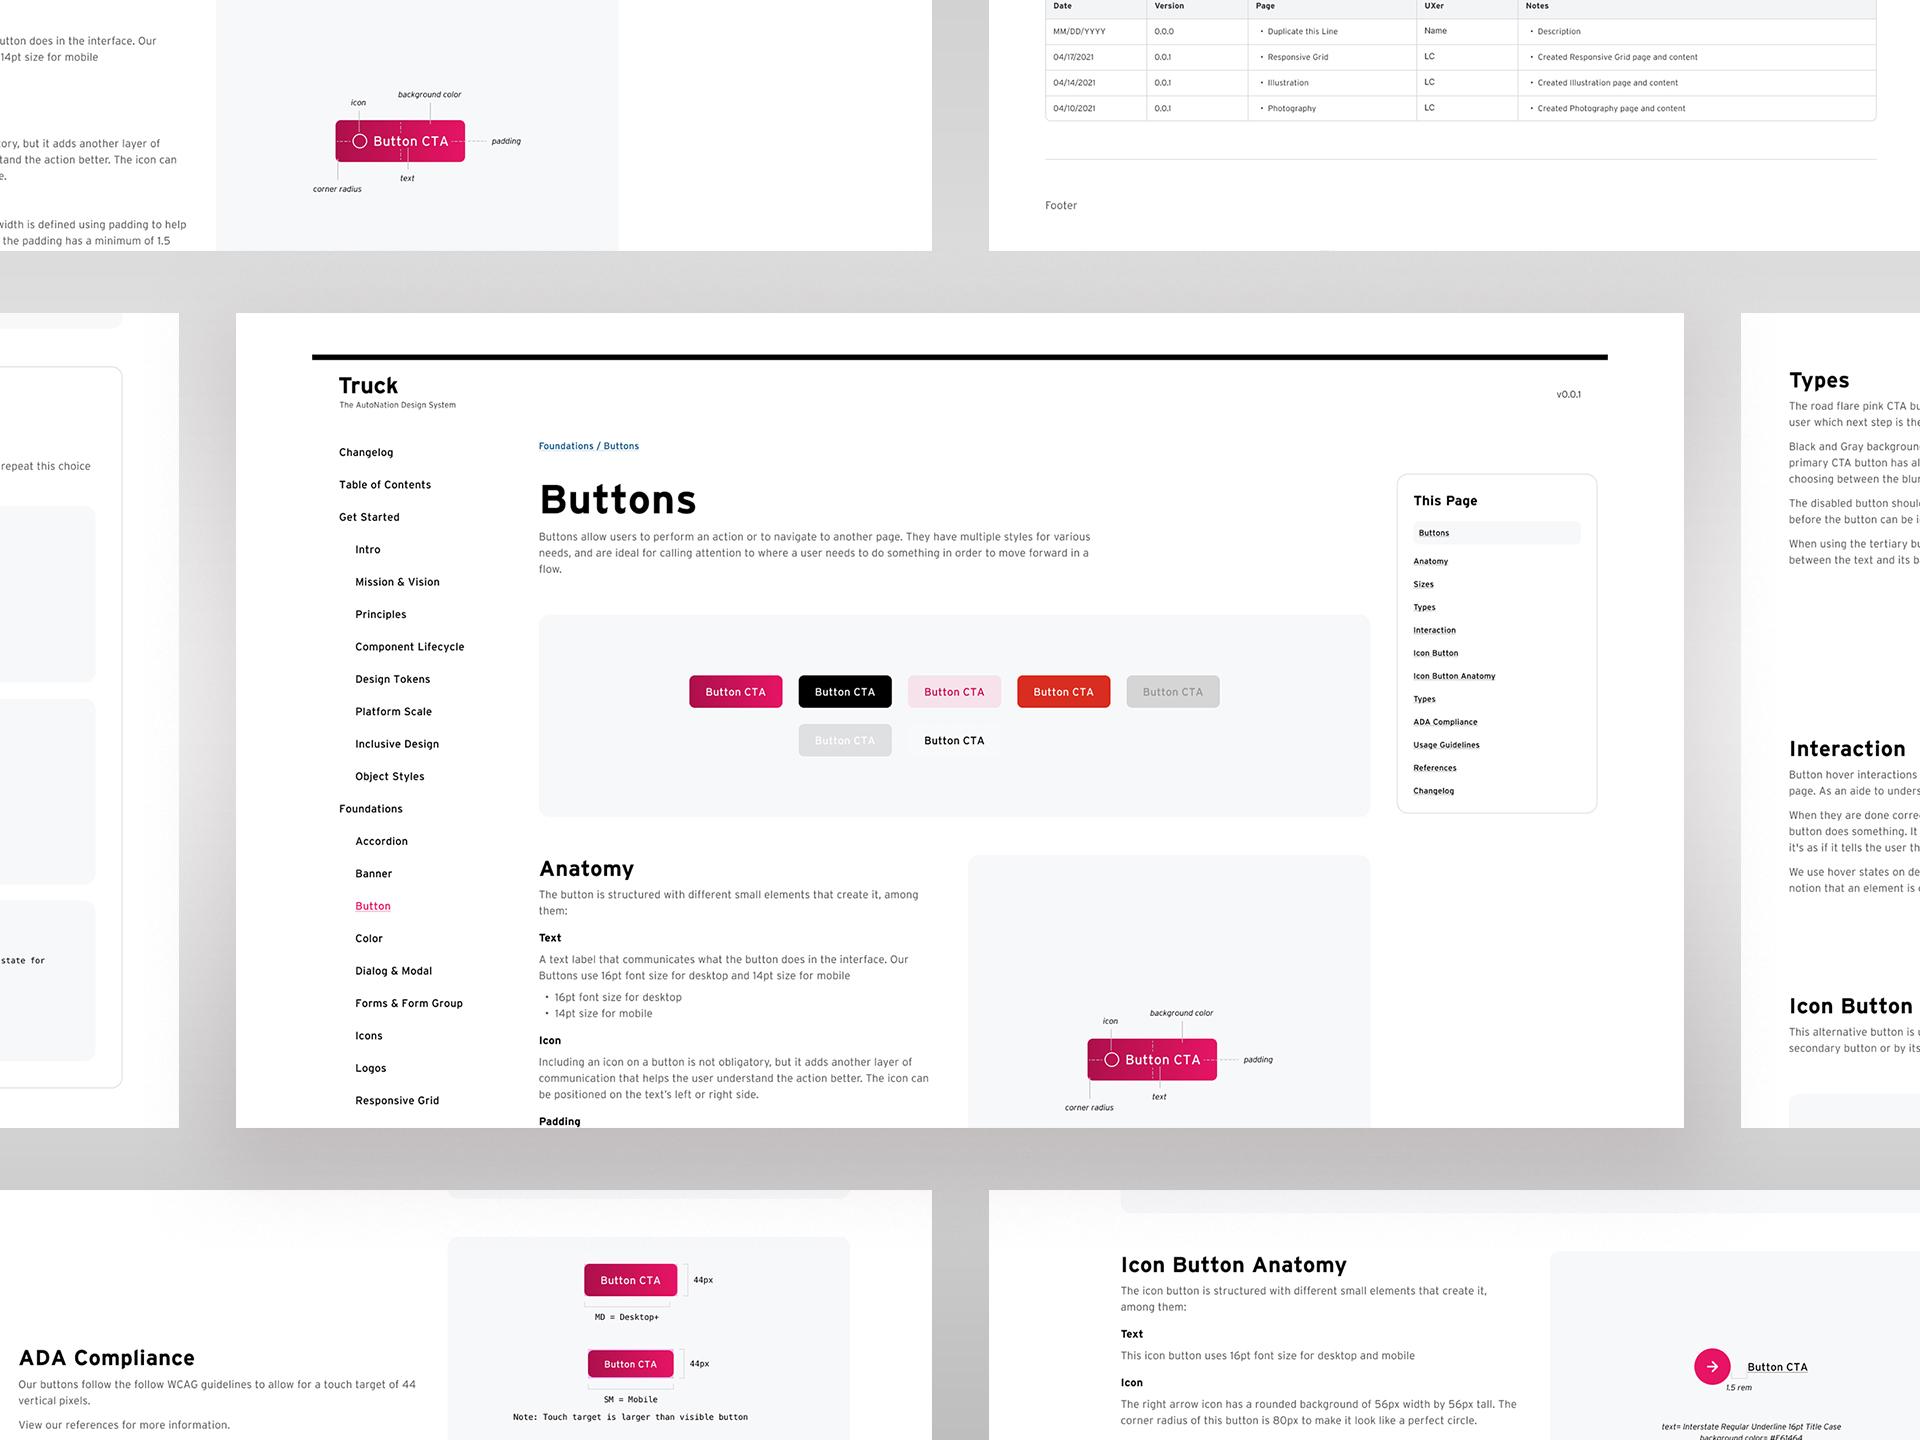 utton does in the interface. Our
14pt size for mobile
tory, but it adds another layer of
tand the action better. The icon can
e.
width is defined using padding to help
the padding has a minimum of 1.5
icon
background color
Button CTA
padding
corner radius
text
Date Version Page UXer Notes
MM/DD/YYYY 0.0.0 • Duplicate this Line Name • Description
04/17/2021 0.0.1 • Responsive Grid LC • Created Responsive Grid page and content
04/14/2021 0.0.1 • Illustration LC • Created Illustration page and content
04/10/2021 0.0.1 • Photography LC • Created Photography page and content
Footer
repeat this choice
state for
Truck
The AutoNation Design System
v0.0.1
Changelog
Table of Contents
Get Started
Intro
Mission & Vision
Principles
Component Lifecycle
Design Tokens
Platform Scale
Inclusive Design
Object Styles
Foundations
Accordion
Banner
Button
Color
Dialog & Modal
Forms & Form Group
Icons
Logos
Responsive Grid
Foundations / Buttons
Buttons
Buttons allow users to perform an action or to navigate to another page. They have multiple styles for various
needs, and are ideal for calling attention to where a user needs to do something in order to move forward in a
flow.
Button CTA Button CTA Button CTA Button CTA Button CTA
Button CTA Button CTA
Anatomy
The button is structured with different small elements that create it, among
them:
Text
A text label that communicates what the button does in the interface. Our
Buttons use 16pt font size for desktop and 14pt size for mobile
• 16pt font size for desktop
• 14pt size for mobile
Icon
Including an icon on a button is not obligatory, but it adds another layer of
communication that helps the user understand the action better. The icon can
be positioned on the text's left or right side.
Padding
icon
background color
Button CTA
padding
corner radius
text
This Page
Buttons
Anatomy
Sizes
Types
Interaction
Icon Button
Icon Button Anatomy
Types
ADA Compliance
Usage Guidelines
References
Changelog
Types
The road flare pink CTA bu
user which next step is the
Black and Gray backgroun
primary CTA button has al
choosing between the blur
The disabled button shoul
before the button can be i
When using the tertiary bu
between the text and its b
Interaction
Button hover interactions
page. As an aide to unders
When they are done corre
button does something. It
it's as if it tells the user th
We use hover states on de
notion that an element is c
Icon Button
This alternative button is u
secondary button or by its
ADA Compliance
Our buttons follow the follow WCAG guidelines to allow for a touch target of 44
vertical pixels.
View our references for more information.
Button CTA 44px
MD = Desktop+
Button CTA 44px
SM = Mobile
Note: Touch target is larger than visible button
Icon Button Anatomy
The icon button is structured with different small elements that create it,
among them:
Text
This icon button uses 16pt font size for desktop and mobile
Icon
The right arrow icon has a rounded background of 56px width by 56px tall. The
corner radius of this button is 80px to make it look like a perfect circle.
Button CTA
1.5 rem
text= Interstate Regular Underline 16pt Title Case
background color= #E61464